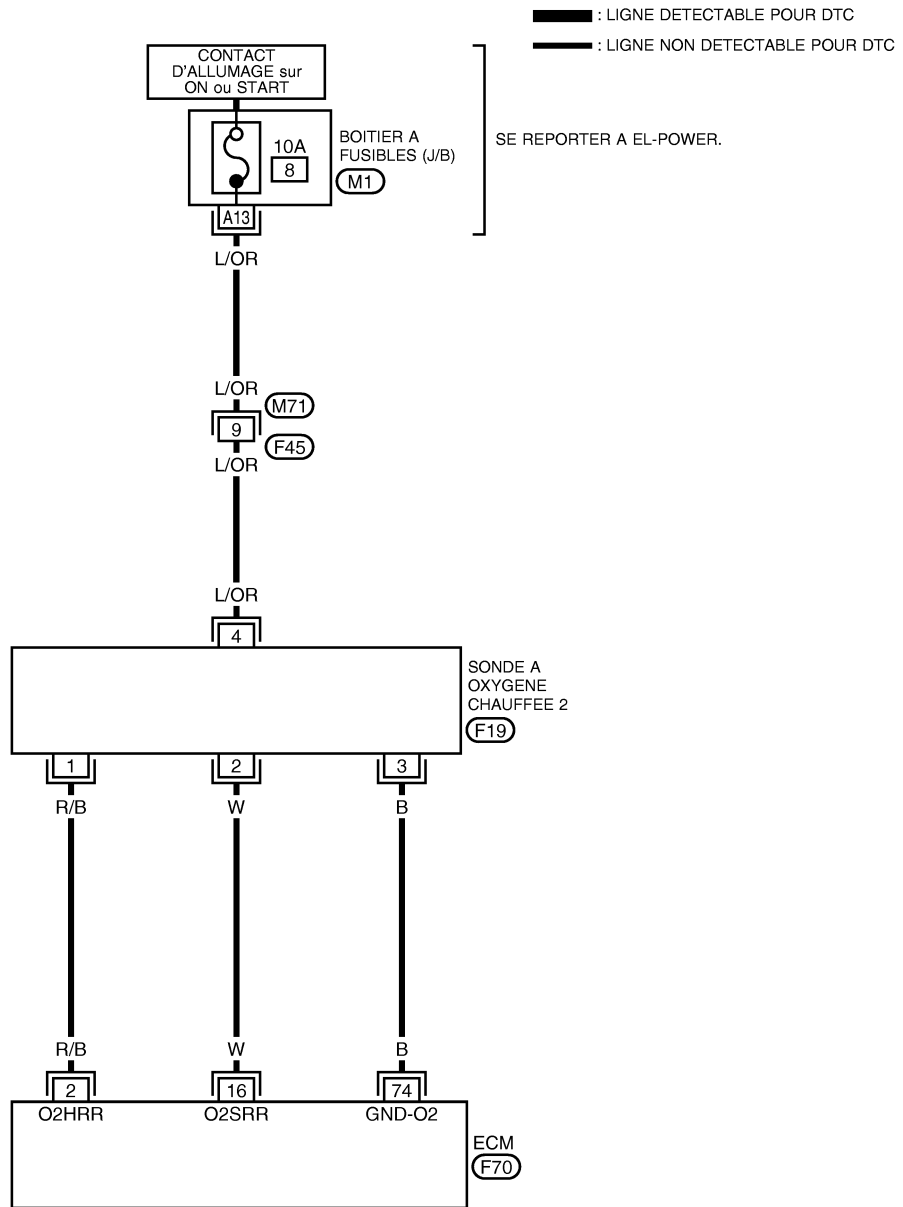 : LIGNE DETECTABLE POUR DTC
: LIGNE NON DETECTABLE POUR DTC
CONTACT
D'ALLUMAGE sur
ON ou START
10A
8
BOITIER A
FUSIBLES (J/B)
M1
SE REPORTER A EL-POWER.
A13
L/OR
L/OR
M71
9
F45
L/OR
L/OR
4
SONDE A
OXYGENE
CHAUFFEE 2
F19
1 2 3
R/B W B
R/B W B
2 16 74
O2HRR O2SRR GND-O2
ECM
F70